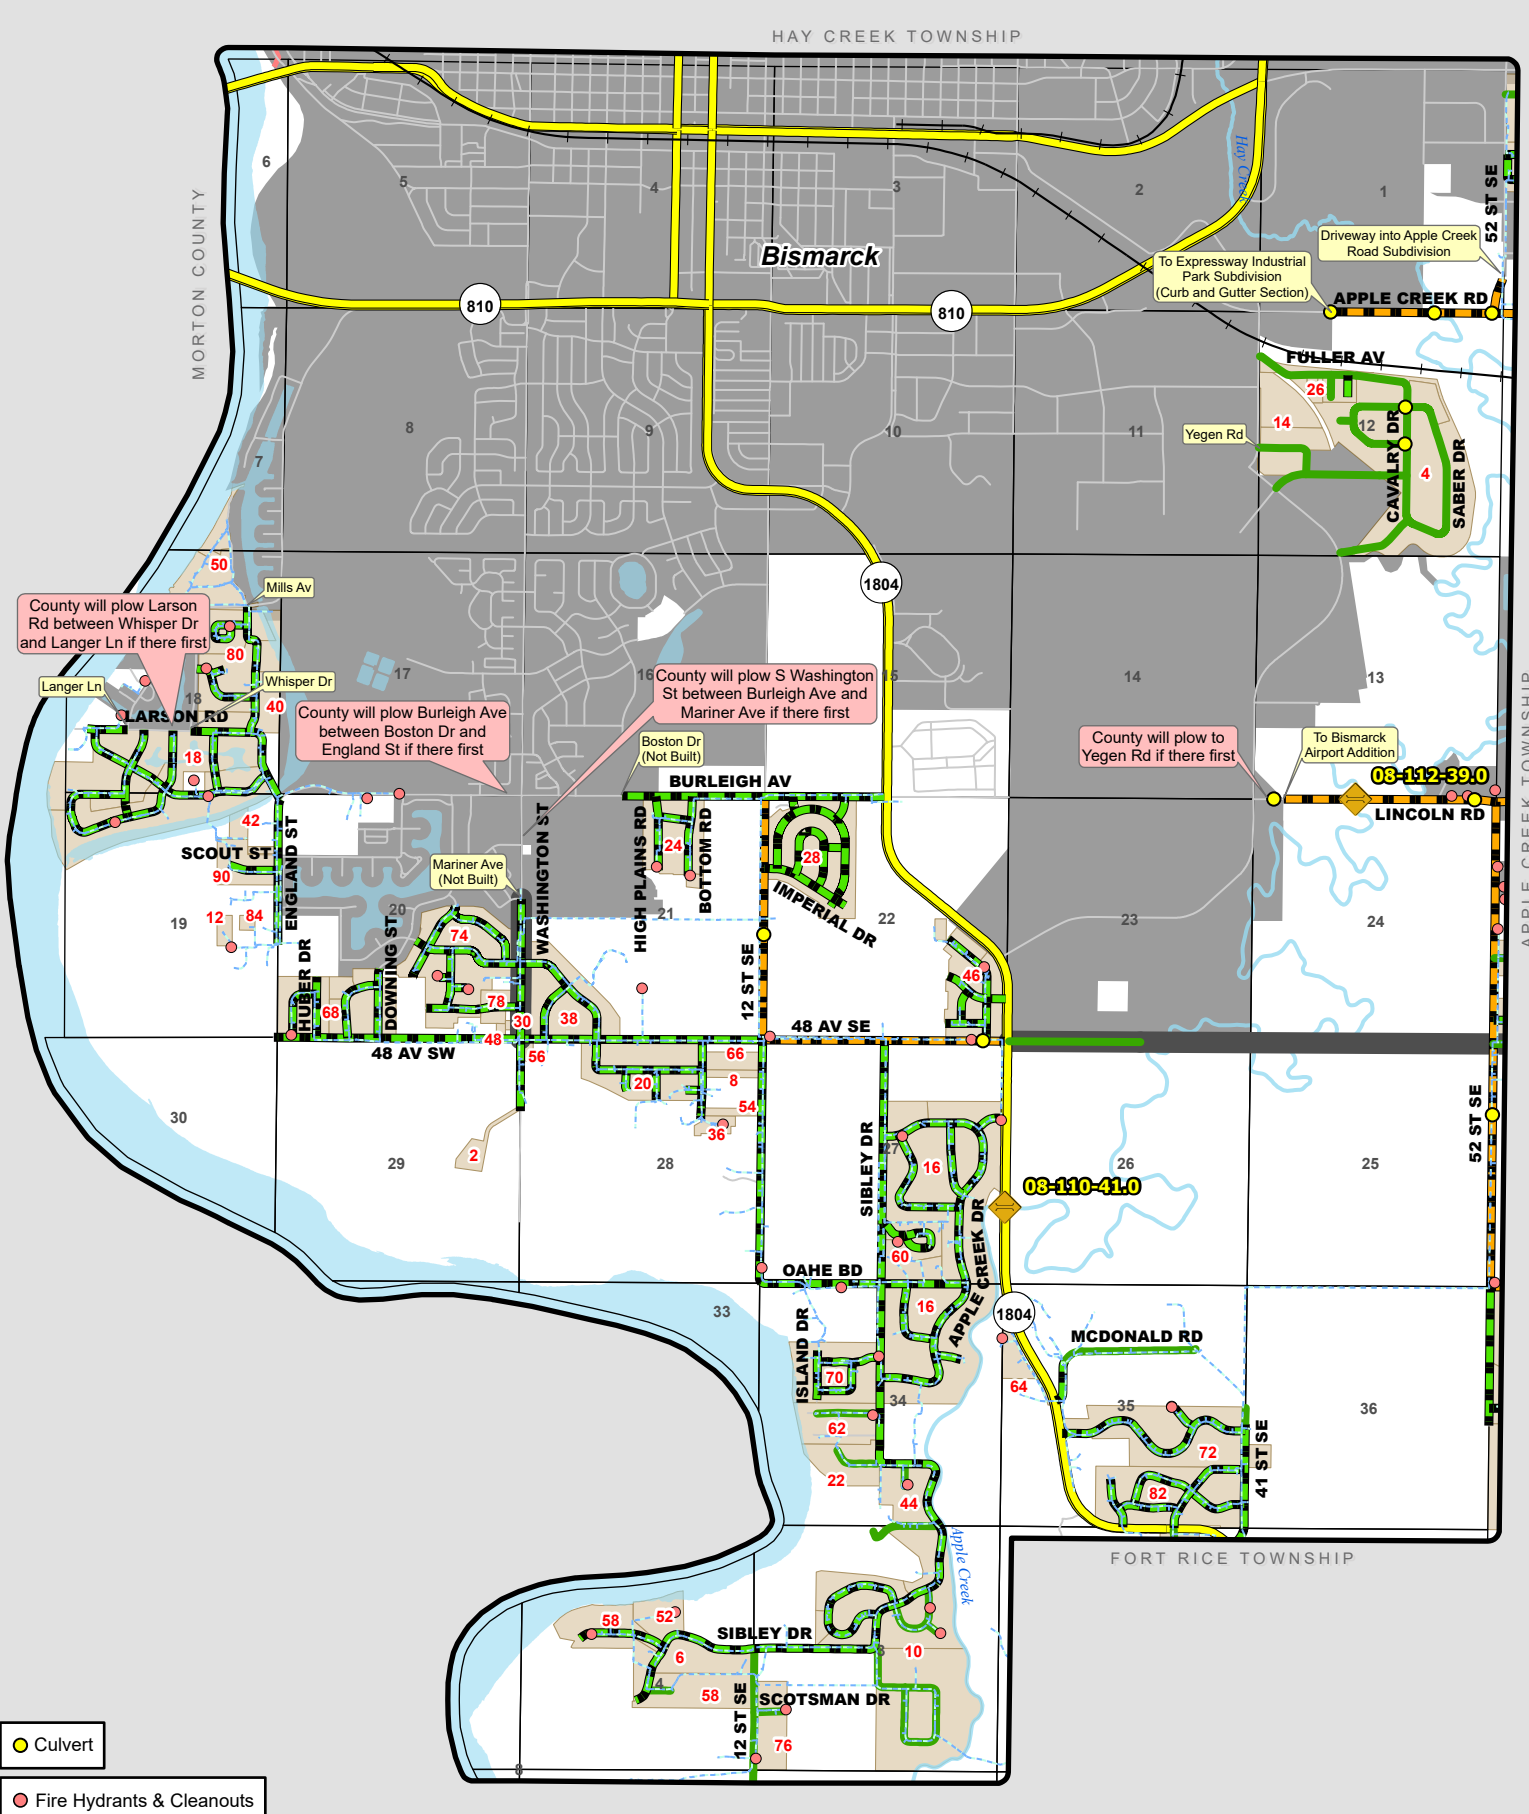 HAY CREEK TOWNSHIP
MORTON COUNTY
6
5
4
3
2
1
Hay Creek
52 ST SE
Bismarck
Driveway into Apple Creek
Road Subdivision
To Expressway Industrial
Park Subdivision
(Curb and Gutter Section)
APPLE CREEK RD
810
810
FULLER AV
26
14
12
Yegen Rd
CAVALRY DR
4
SABER DR
7
8
9
10
11
50
Mills Av
1804
County will plow Larson
Rd between Whisper Dr
and Langer Ln if there first
80
Langer Ln
18
Whisper Dr
40
LARSON RD
18
17
16
15
14
13
County will plow Burleigh Ave
between Boston Dr and
England St if there first
County will plow S Washington
St between Burleigh Ave and
Mariner Ave if there first
Boston Dr
(Not Built)
BURLEIGH AV
County will plow to
Yegen Rd if there first
To Bismarck
Airport Addition
08-112-39.0
LINCOLN RD
APPLE CREEK TOWNSHIP
42
SCOUT ST
90
ENGLAND ST
12
84
19
Mariner Ave
(Not Built)
20
WASHINGTON ST
HIGH PLAINS RD
24
BOTTOM RD
28
IMPERIAL DR
21
22
23
24
12 ST SE
HUBER DR
68
DOWNING ST
74
78
30
38
46
48 AV SW
48
56
48 AV SE
66
20
8
54
36
30
29
2
28
SIBLEY DR
27
16
26
25
52 ST SE
08-110-41.0
60
APPLE CREEK DR
OAHE BD
33
16
1804
MCDONALD RD
ISLAND DR
70
34
64
35
36
62
22
44
72
82
41 ST SE
Apple Creek
FORT RICE TOWNSHIP
58
52
SIBLEY DR
6
10
4
58
12 ST SE
SCOTSMAN DR
76
Culvert
Fire Hydrants & Cleanouts